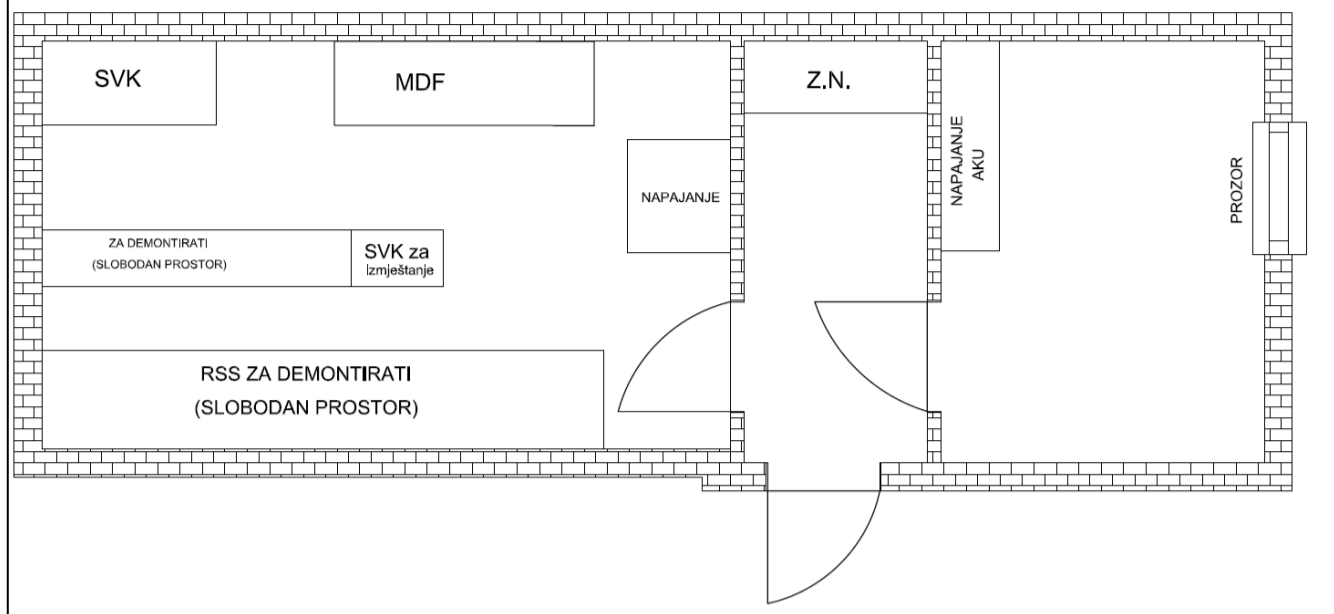 SVK
MDF
Z.N.
NAPAJANJE
AKU
PROZOR
NAPAJANJE
ZA DEMONTIRATI
(SLOBODAN PROSTOR)
SVK za
Izmještanje
RSS ZA DEMONTIRATI
(SLOBODAN PROSTOR)